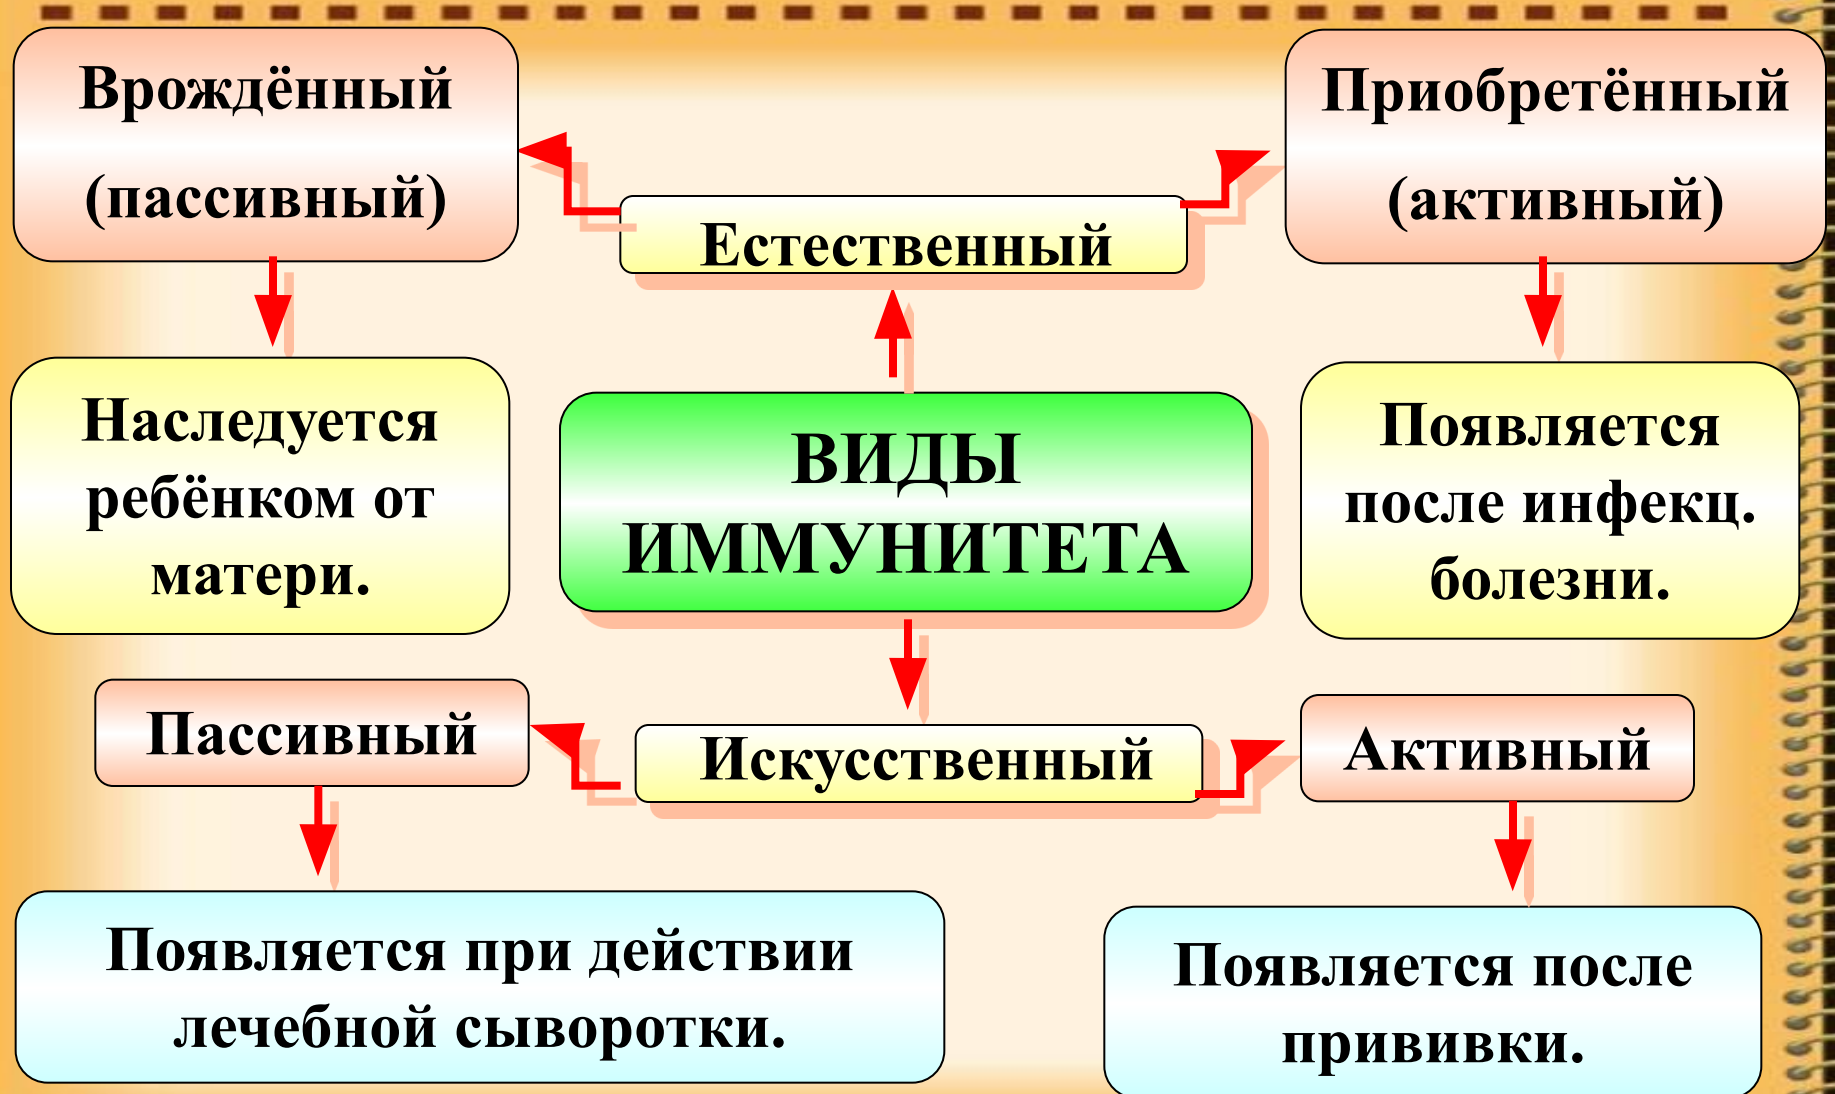 Врождённый
(пассивный)
Приобретённый
(активный)
Естественный
Наследуется
ребёнком от
матери.
ВИДЫ
ИММУНИТЕТА
Появляется
после инфекц.
болезни.
Пассивный
Искусственный
Активный
Появляется при действии
лечебной сыворотки.
Появляется после
прививки.